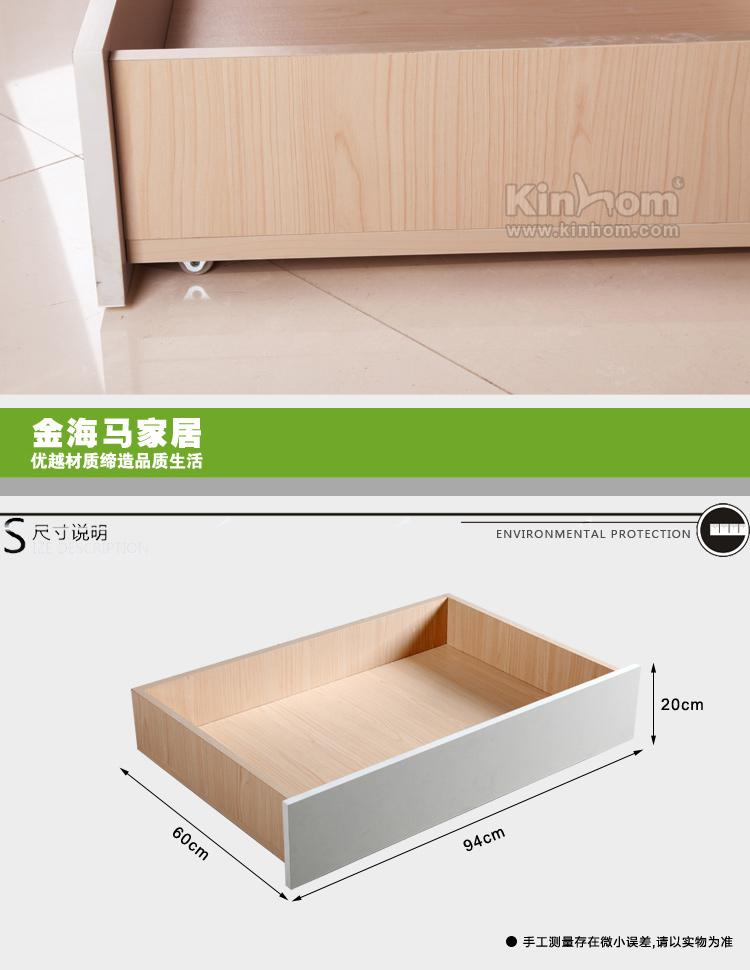 Kinhom
www.kinhom.com
金海马家居
优越材质缔造品质生活
S 尺寸说明
IZE DESCRIPTION
ENVIRONMENTAL PROTECTION
20cm
60cm
94cm
● 手工测量存在微小误差,请以实物为准